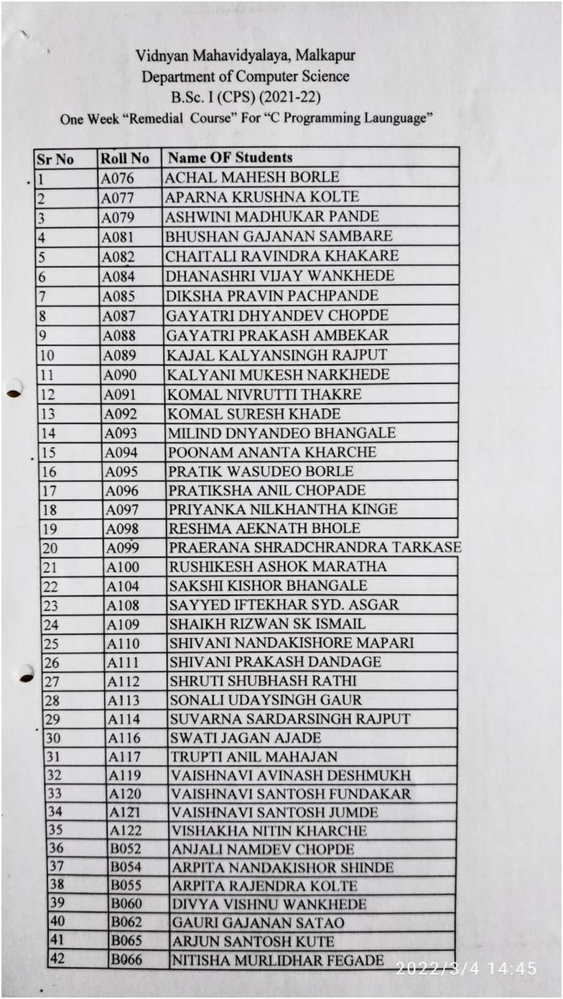 Vidnyan Mahavidyalaya, Malkapur
Department of Computer Science
B.Sc. I (CPS) (2021-22)
One Week “Remedial Course” For “C Programming Launguage”
Sr No Roll No Name OF Students
1 A076 ACHAL MAHESH BORLE
2 A077 APARNA KRUSHNA KOLTE
3 A079 ASHWINI MADHUKAR PANDE
4 A081 BHUSHAN GAJANAN SAMBARE
5 A082 CHAITALI RAVINDRA KHAKARE
6 A084 DHANASHRI VIJAY WANKHEDE
7 A085 DIKSHA PRAVIN PACHPANDE
8 A087 GAYATRI DHYANDEV CHOPDE
9 A088 GAYATRI PRAKASH AMBEKAR
10 A089 KAJAL KALYANSINGH RAJPUT
11 A090 KALYANI MUKESH NARKHEDE
12 A091 KOMAL NIVRUTTI THAKRE
13 A092 KOMAL SURESH KHADE
14 A093 MILIND DNYANDEO BHANGALE
15 A094 POONAM ANANTA KHARCHE
16 A095 PRATIK WASUDEO BORLE
17 A096 PRATIKSHA ANIL CHOPADE
18 A097 PRIYANKA NILKHANTHA KINGE
19 A098 RESHMA AEKNATH BHOLE
20 A099 PRAERANA SHRADCHRANDRA TARKASE
21 A100 RUSHIKESH ASHOK MARATHA
22 A104 SAKSHI KISHOR BHANGALE
23 A108 SAYYED IFTEKHAR SYD. ASGAR
24 A109 SHAIKH RIZWAN SK ISMAIL
25 A110 SHIVANI NANDAKISHORE MAPARI
26 A111 SHIVANI PRAKASH DANDAGE
27 A112 SHRUTI SHUBHASH RATHI
28 A113 SONALI UDAYSINGH GAUR
29 A114 SUVARNA SARDARSINGH RAJPUT
30 A116 SWATI JAGAN AJADE
31 A117 TRUPTI ANIL MAHAJAN
32 A119 VAISHNAVI AVINASH DESHMUKH
33 A120 VAISHNAVI SANTOSH FUNDAKAR
34 A121 VAISHNAVI SANTOSH JUMDE
35 A122 VISHAKHA NITIN KHARCHE
36 B052 ANJALI NAMDEV CHOPDE
37 B054 ARPITA NANDAKISHOR SHINDE
38 B055 ARPITA RAJENDRA KOLTE
39 B060 DIVYA VISHNU WANKHEDE
40 B062 GAURI GAJANAN SATAO
41 B065 ARJUN SANTOSH KUTE
42 B066 NITISHA MURLIDHAR FEGADE
2022/3/4 14:45